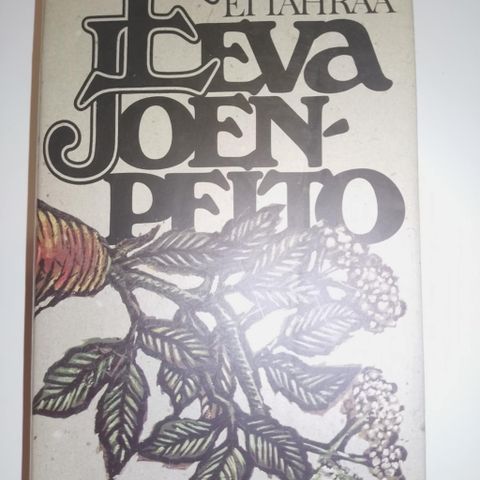 EI TAHRAA
EEVA
JOEN-
PELTO